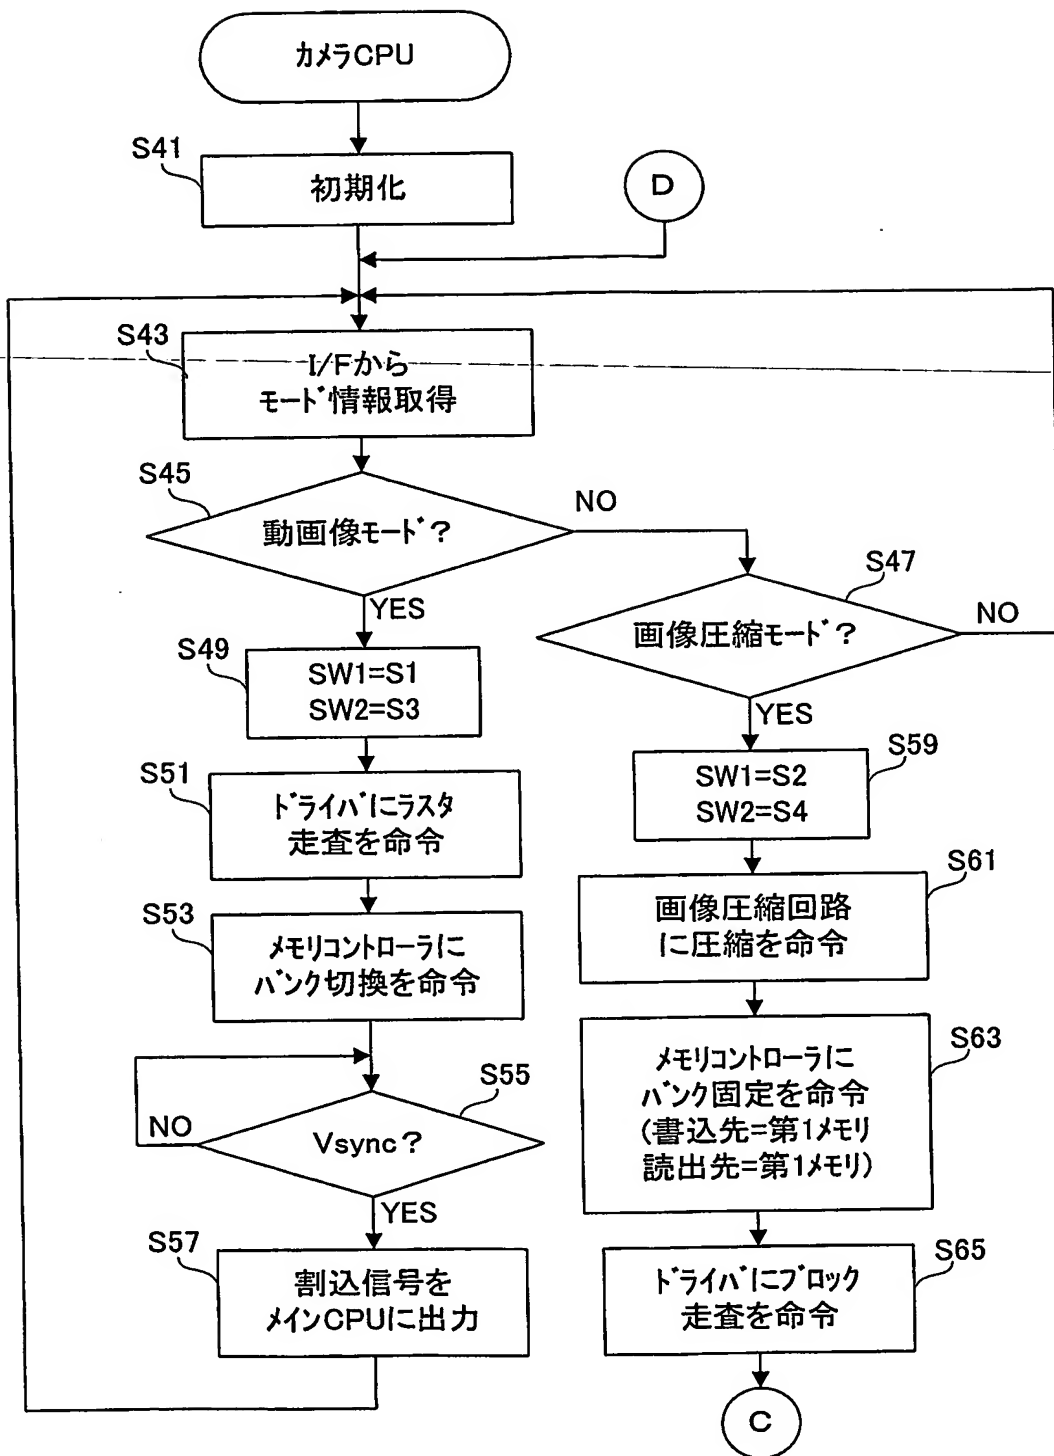 カメラCPU
S41
初期化
D
S43
I/Fから
モード情報取得
S45
動画像モード?
NO
YES
S47
画像圧縮モード?
NO
YES
S49
SW1=S1
SW2=S3
S51
ドライバにラスタ
走査を命令
S53
メモリコントローラに
バンク切換を命令
S55
Vsync?
NO
YES
S57
割込信号を
メインCPUに出力
S59
SW1=S2
SW2=S4
S61
画像圧縮回路
に圧縮を命令
S63
メモリコントローラに
バンク固定を命令
(書込先=第1メモリ
読出先=第1メモリ)
S65
ドライバにブロック
走査を命令
C